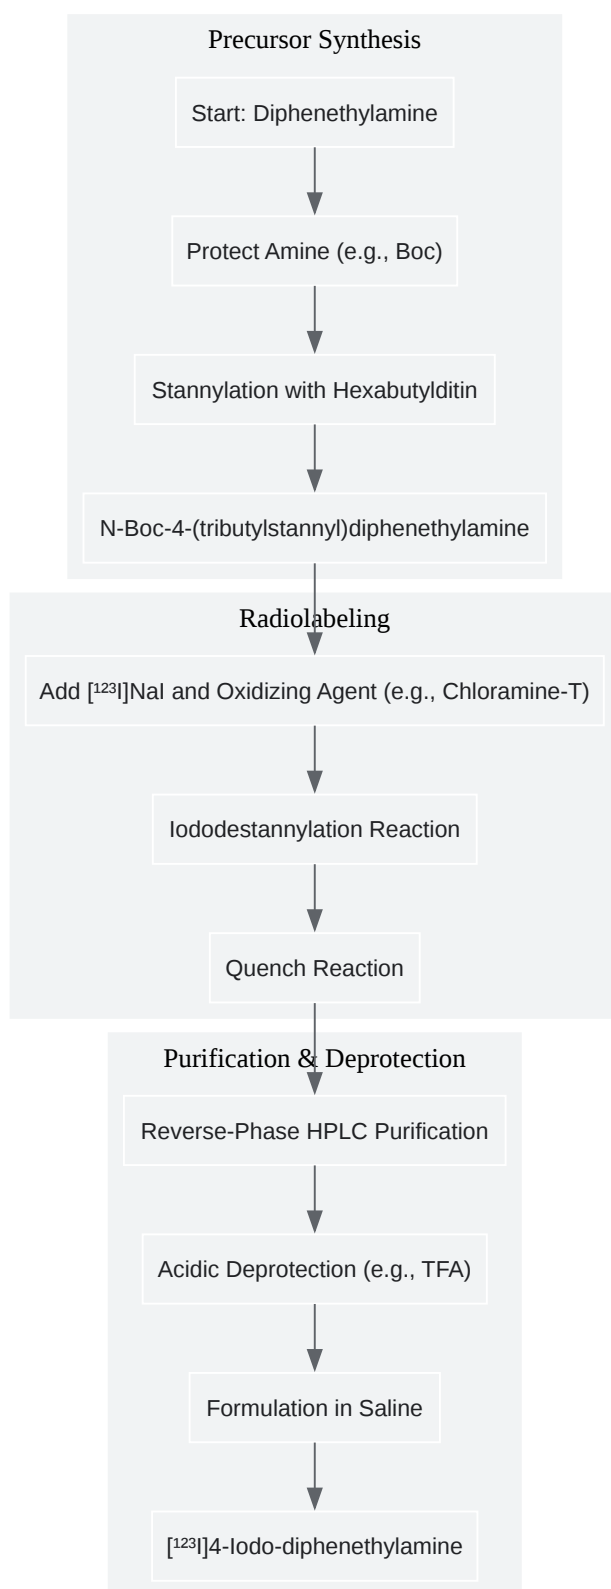 Precursor Synthesis
Start: Diphenethylamine
Protect Amine (e.g., Boc)
Stannylation with Hexabutylditin
N-Boc-4-(tributylstannyl)diphenethylamine
Radiolabeling
Add [¹²³I]NaI and Oxidizing Agent (e.g., Chloramine-T)
Iododestannylation Reaction
Quench Reaction
Purification & Deprotection
Reverse-Phase HPLC Purification
Acidic Deprotection (e.g., TFA)
Formulation in Saline
[¹²³I]4-Iodo-diphenethylamine